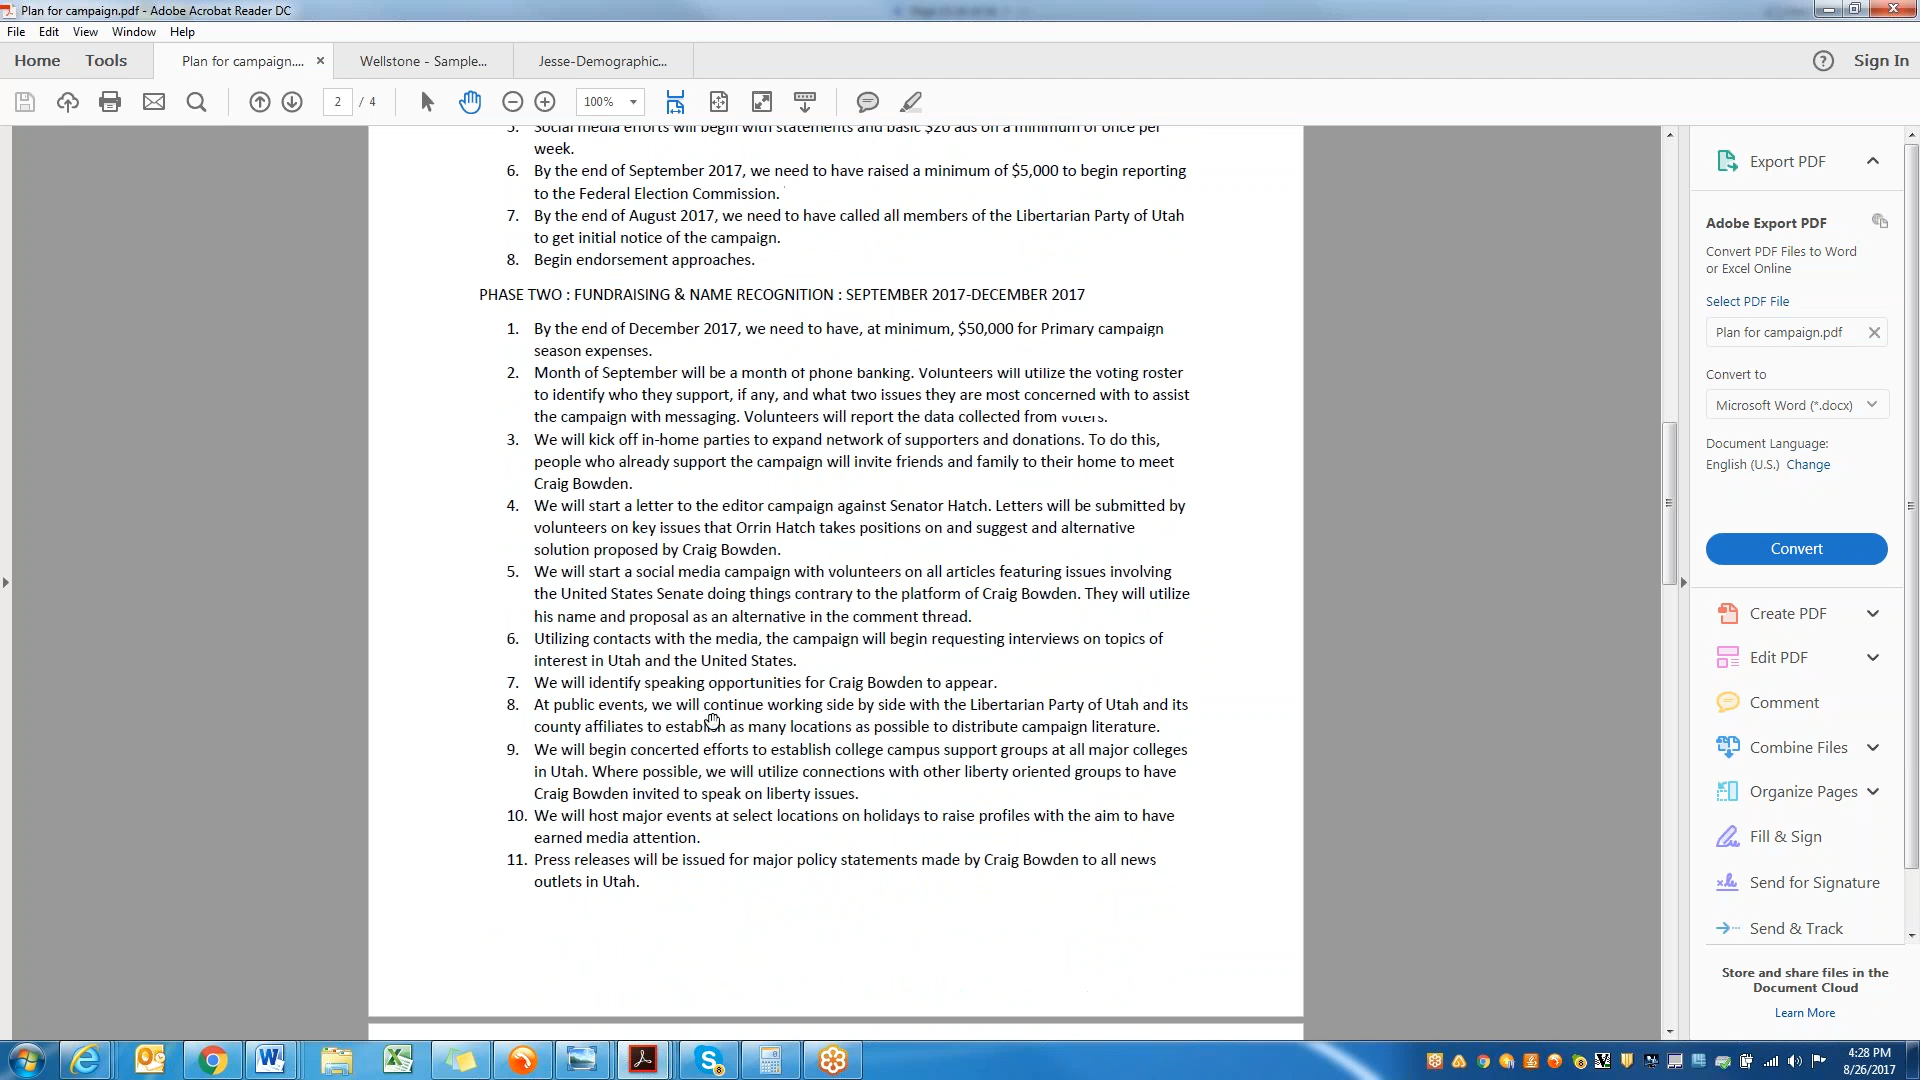 Plan for campaign.pdf - Adobe Acrobat Reader DC
File Edit View Window Help
Home Tools Plan for campaign.... × Wellstone - Sample... Jesse-Demographic... Sign In
2 / 4 100%
5. Social media efforts will begin with statements and basic $20 ads on a minimum of once per
week.
6. By the end of September 2017, we need to have raised a minimum of $5,000 to begin reporting
to the Federal Election Commission.
7. By the end of August 2017, we need to have called all members of the Libertarian Party of Utah
to get initial notice of the campaign.
8. Begin endorsement approaches.
PHASE TWO : FUNDRAISING & NAME RECOGNITION : SEPTEMBER 2017-DECEMBER 2017
1. By the end of December 2017, we need to have, at minimum, $50,000 for Primary campaign
season expenses.
2. Month of September will be a month of phone banking. Volunteers will utilize the voting roster
to identify who they support, if any, and what two issues they are most concerned with to assist
the campaign with messaging. Volunteers will report the data collected from voters.
3. We will kick off in-home parties to expand network of supporters and donations. To do this,
people who already support the campaign will invite friends and family to their home to meet
Craig Bowden.
4. We will start a letter to the editor campaign against Senator Hatch. Letters will be submitted by
volunteers on key issues that Orrin Hatch takes positions on and suggest and alternative
solution proposed by Craig Bowden.
5. We will start a social media campaign with volunteers on all articles featuring issues involving
the United States Senate doing things contrary to the platform of Craig Bowden. They will utilize
his name and proposal as an alternative in the comment thread.
6. Utilizing contacts with the media, the campaign will begin requesting interviews on topics of
interest in Utah and the United States.
7. We will identify speaking opportunities for Craig Bowden to appear.
8. At public events, we will continue working side by side with the Libertarian Party of Utah and its
county affiliates to establish as many locations as possible to distribute campaign literature.
9. We will begin concerted efforts to establish college campus support groups at all major colleges
in Utah. Where possible, we will utilize connections with other liberty oriented groups to have
Craig Bowden invited to speak on liberty issues.
10. We will host major events at select locations on holidays to raise profiles with the aim to have
earned media attention.
11. Press releases will be issued for major policy statements made by Craig Bowden to all news
outlets in Utah.
Export PDF
Adobe Export PDF
Convert PDF Files to Word
or Excel Online
Select PDF File
Plan for campaign.pdf
Convert to
Microsoft Word (*.docx)
Document Language:
English (U.S.) Change
Convert
Create PDF
Edit PDF
Comment
Combine Files
Organize Pages
Fill & Sign
Send for Signature
Send & Track
Store and share files in the
Document Cloud
Learn More
4:28 PM
8/26/2017